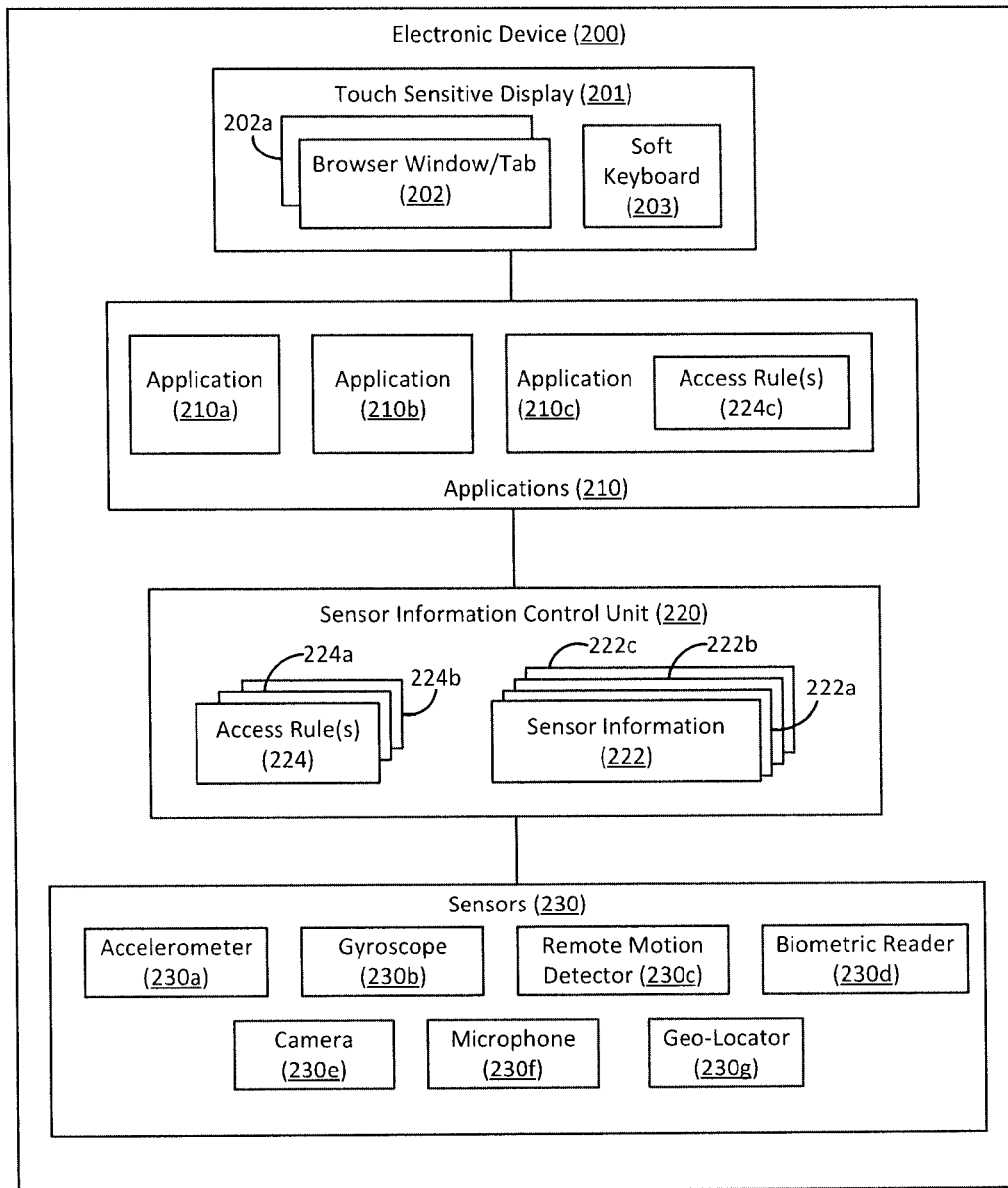 Electronic Device (200)
Touch Sensitive Display (201)
202a
Browser Window/Tab
(202)
Soft
Keyboard
(203)
Application
(210a)
Application
(210b)
Application
(210c)
Access Rule(s)
(224c)
Applications (210)
Sensor Information Control Unit (220)
224a
224b
Access Rule(s)
(224)
222c
222b
222a
Sensor Information
(222)
Sensors (230)
Accelerometer
(230a)
Gyroscope
(230b)
Remote Motion
Detector (230c)
Biometric Reader
(230d)
Camera
(230e)
Microphone
(230f)
Geo-Locator
(230g)